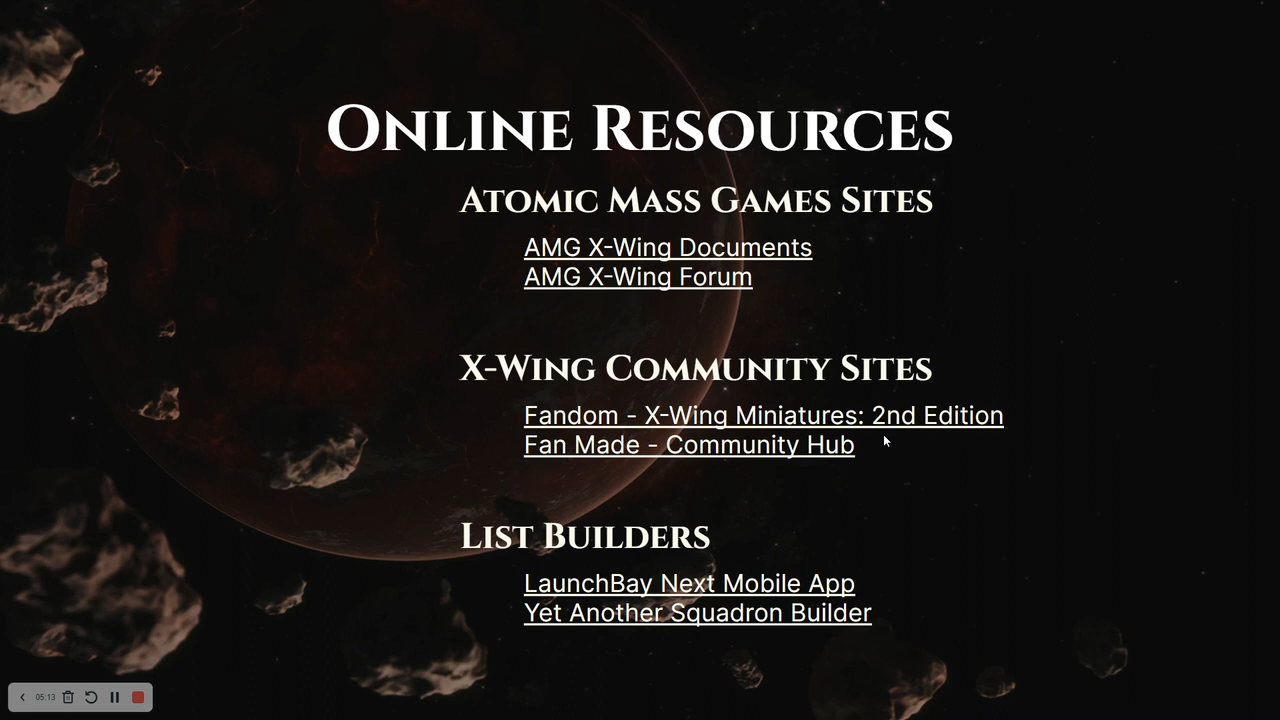 Online Resources
Atomic Mass Games Sites
AMG X-Wing Documents
AMG X-Wing Forum
X-Wing Community Sites
Fandom - X-Wing Miniatures: 2nd Edition
Fan Made - Community Hub
List Builders
LaunchBay Next Mobile App
Yet Another Squadron Builder
05:13